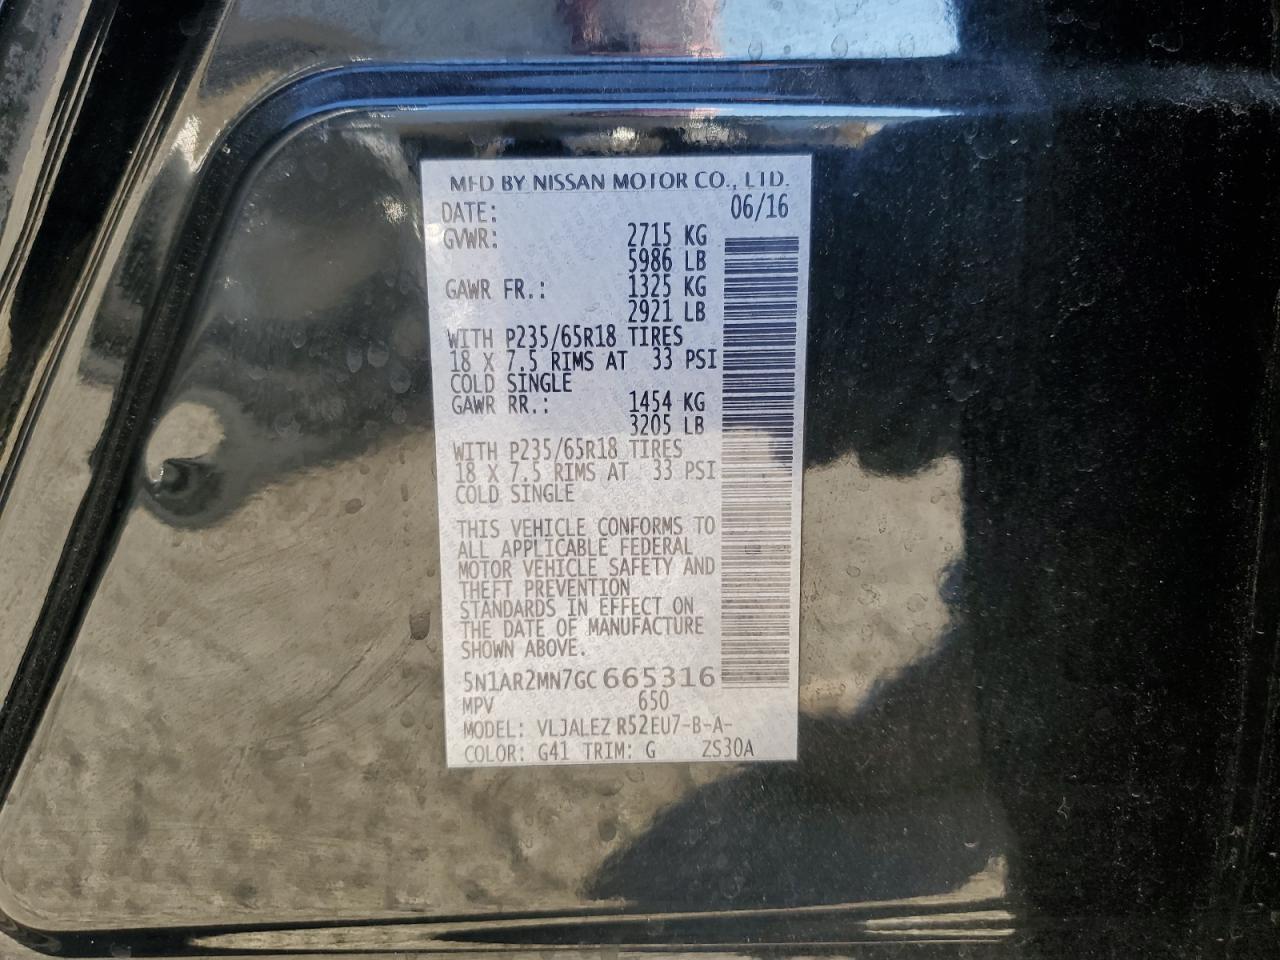 MFD BY NISSAN MOTOR CO., LTD.
DATE: 06/16
GVWR: 2715 KG
5986 LB
GAWR FR.: 1325 KG
2921 LB
WITH P235/65R18 TIRES
18 X 7.5 RIMS AT 33 PSI
COLD SINGLE
GAWR RR.: 1454 KG
3205 LB
WITH P235/65R18 TIRES
18 X 7.5 RIMS AT 33 PSI
COLD SINGLE
THIS VEHICLE CONFORMS TO
ALL APPLICABLE FEDERAL
MOTOR VEHICLE SAFETY AND
THEFT PREVENTION
STANDARDS IN EFFECT ON
THE DATE OF MANUFACTURE
SHOWN ABOVE.
5N1AR2MN7GC665316
MPV 650
MODEL: VLJALEZ R52EU7-B-A-
COLOR: G41 TRIM: G ZS30A